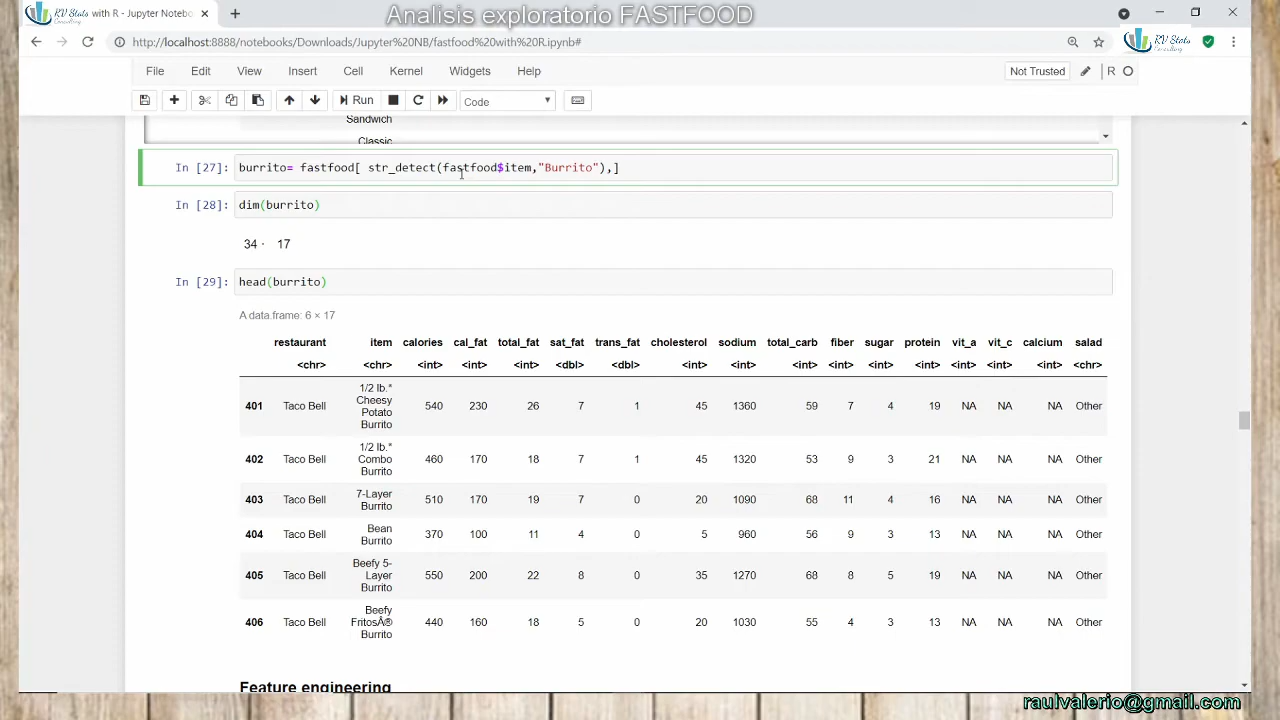 Analisis exploratorio FASTFOOD
RV Stats
Consulting
with R - Jupyter Notebo
http://localhost:8888/notebooks/Downloads/Jupyter%20NB/fastfood%20with%20R.ipynb#
RV Stats
Consulting
File Edit View Insert Cell Kernel Widgets Help Not Trusted R
Run Code
Sandwich
Classic
In [27]: burrito= fastfood[ str_detect(fastfood$item,"Burrito"),]
In [28]: dim(burrito)
34 · 17
In [29]: head(burrito)
A data.frame: 6 × 17
restaurant item calories cal_fat total_fat sat_fat trans_fat cholesterol sodium total_carb fiber sugar protein vit_a vit_c calcium salad
<chr> <chr> <int> <int> <int> <dbl> <dbl> <int> <int> <int> <int> <int> <int> <int> <int> <int> <chr>
1/2 lb.*
Cheesy
401 Taco Bell Potato 540 230 26 7 1 45 1360 59 7 4 19 NA NA NA Other
Burrito
1/2 lb.*
402 Taco Bell Combo 460 170 18 7 1 45 1320 53 9 3 21 NA NA NA Other
Burrito
403 Taco Bell 7-Layer 510 170 19 7 0 20 1090 68 11 4 16 NA NA NA Other
Burrito
404 Taco Bell Bean 370 100 11 4 0 5 960 56 9 3 13 NA NA NA Other
Burrito
Beefy 5-
405 Taco Bell Layer 550 200 22 8 0 35 1270 68 8 5 19 NA NA NA Other
Burrito
Beefy
406 Taco Bell FritosÂ® 440 160 18 5 0 20 1030 55 4 3 13 NA NA NA Other
Burrito
Feature engineering
raulvalerio@gmail.com